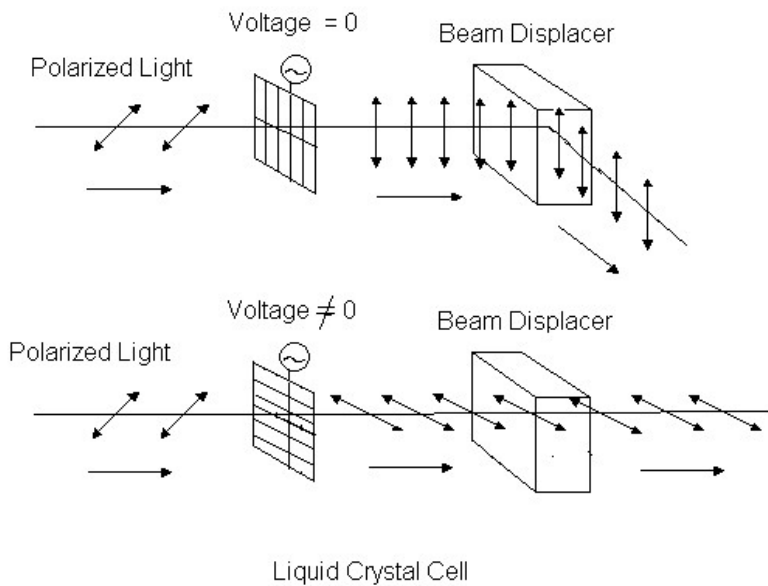 Voltage = 0
Beam Displacer
Polarized Light
Voltage ≠ 0
Beam Displacer
Polarized Light
Liquid Crystal Cell